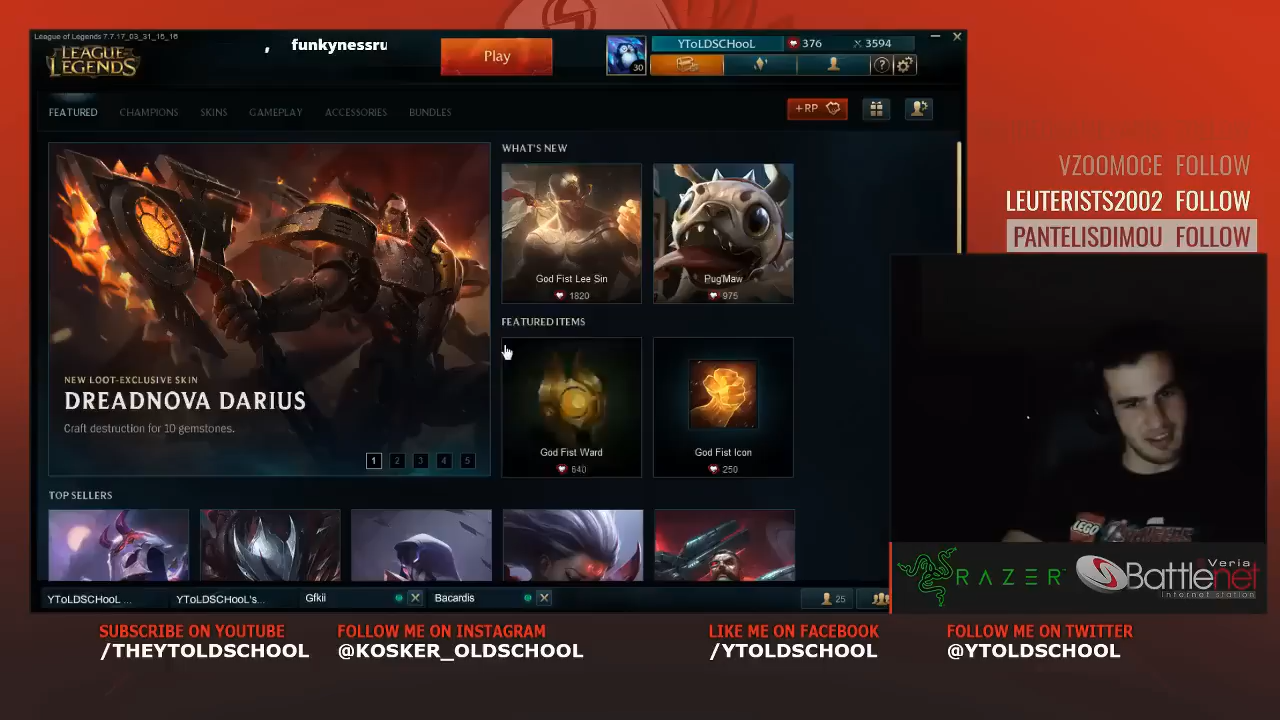 League of Legends 7.7.17_03_31_15_16
LEAGUE OF LEGENDS
, funkynessru
Play
30
YToLDSCHooL
376
3594
FEATURED
CHAMPIONS
SKINS
GAMEPLAY
ACCESSORIES
BUNDLES
+RP
?
WHAT'S NEW
God Fist Lee Sin
1820
Pug'Maw
975
FEATURED ITEMS
God Fist Ward
640
God Fist Icon
250
NEW LOOT-EXCLUSIVE SKIN
DREADNOVA DARIUS
Craft destruction for 10 gemstones.
1 2 3 4 5
TOP SELLERS
YToLDSCHooL ...
YToLDSCHooL's...
Gfkii
Bacardis
25
VZOOMOCE FOLLOW
LEUTERISTS2002 FOLLOW
PANTELISDIMOU FOLLOW
LEGO
RAZER
Veria
BattleNet
Internet station
SUBSCRIBE ON YOUTUBE
/THEYTOLDSCHOOL
FOLLOW ME ON INSTAGRAM
@KOSKER_OLDSCHOOL
LIKE ME ON FACEBOOK
/YTOLDSCHOOL
FOLLOW ME ON TWITTER
@YTOLDSCHOOL